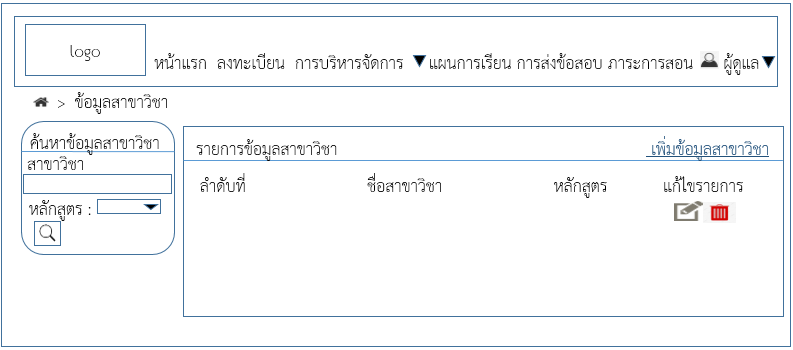 logo
หน้าแรก ลงทะเบียน การบริหารจัดการ ▼แผนการเรียน การส่งข้อสอบ ภาระการสอน ผู้ดูแล▼
> ข้อมูลสาขาวิชา
ค้นหาข้อมูลสาขาวิชา
สาขาวิชา
หลักสูตร :
รายการข้อมูลสาขาวิชา เพิ่มข้อมูลสาขาวิชา
ลำดับที่ ชื่อสาขาวิชา หลักสูตร แก้ไขรายการ